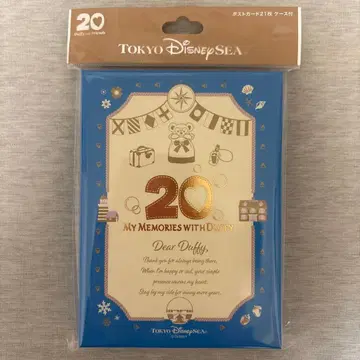 20
ポストカード21枚 ケース付
TOKYO DISNEYSEA®
20
MY MEMORIES WITH DUFFY
Dear Duffy,
Thank you for always being there.
When I'm happy or sad, your simple
presence warms my heart.
Stay by my side for many more years...
TOKYO DISNEYSEA®